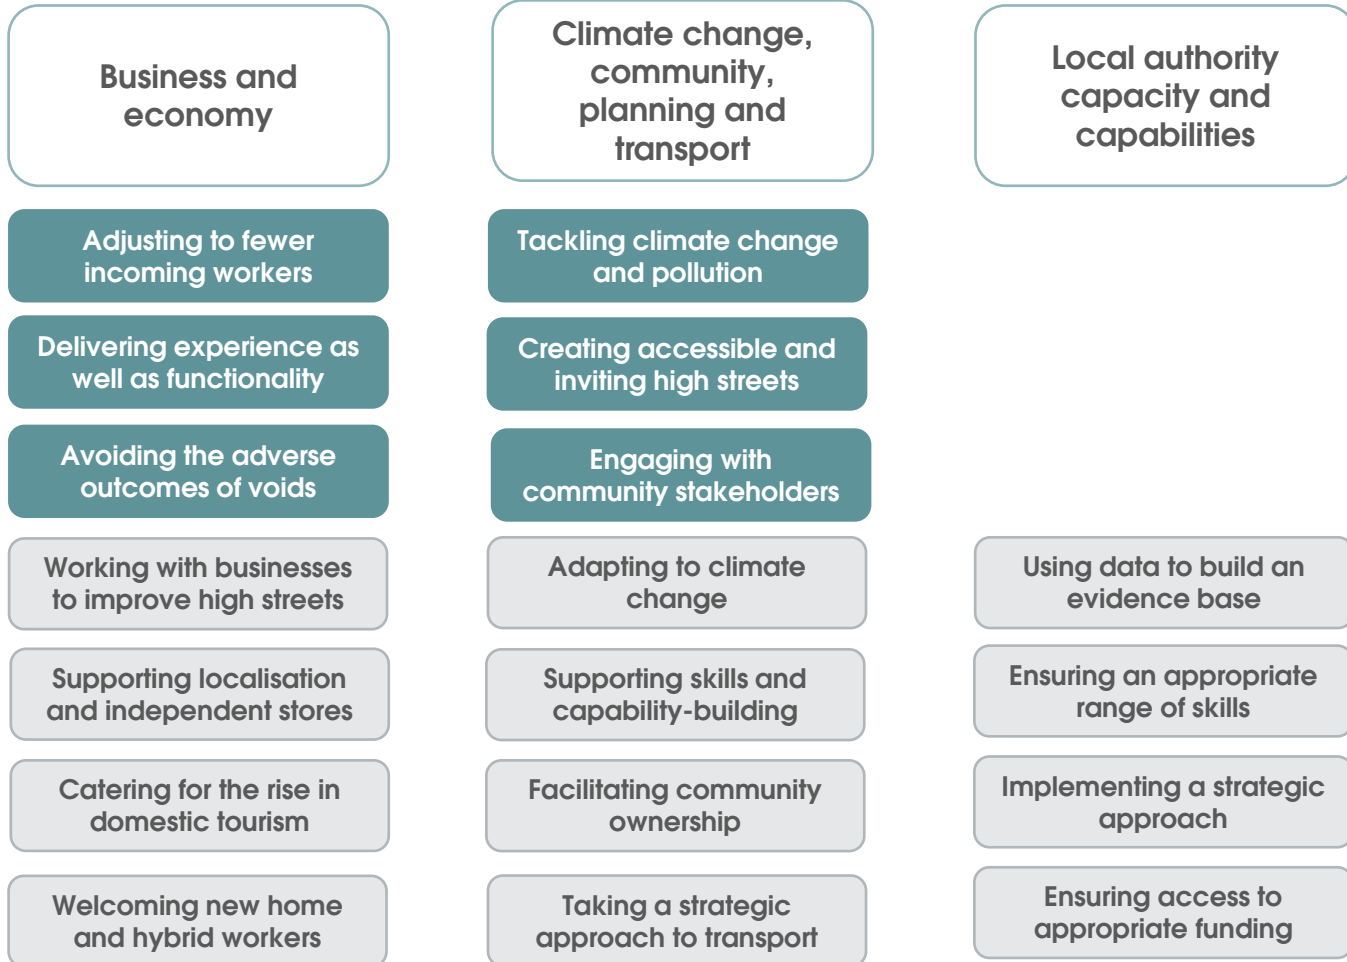 Business and
economy
Climate change,
community,
planning and
transport
Local authority
capacity and
capabilities
Adjusting to fewer
incoming workers
Tackling climate change
and pollution
Delivering experience as
well as functionality
Creating accessible and
inviting high streets
Avoiding the adverse
outcomes of voids
Engaging with
community stakeholders
Working with businesses
to improve high streets
Adapting to climate
change
Using data to build an
evidence base
Supporting localisation
and independent stores
Supporting skills and
capability-building
Ensuring an appropriate
range of skills
Catering for the rise in
domestic tourism
Facilitating community
ownership
Implementing a strategic
approach
Welcoming new home
and hybrid workers
Taking a strategic
approach to transport
Ensuring access to
appropriate funding